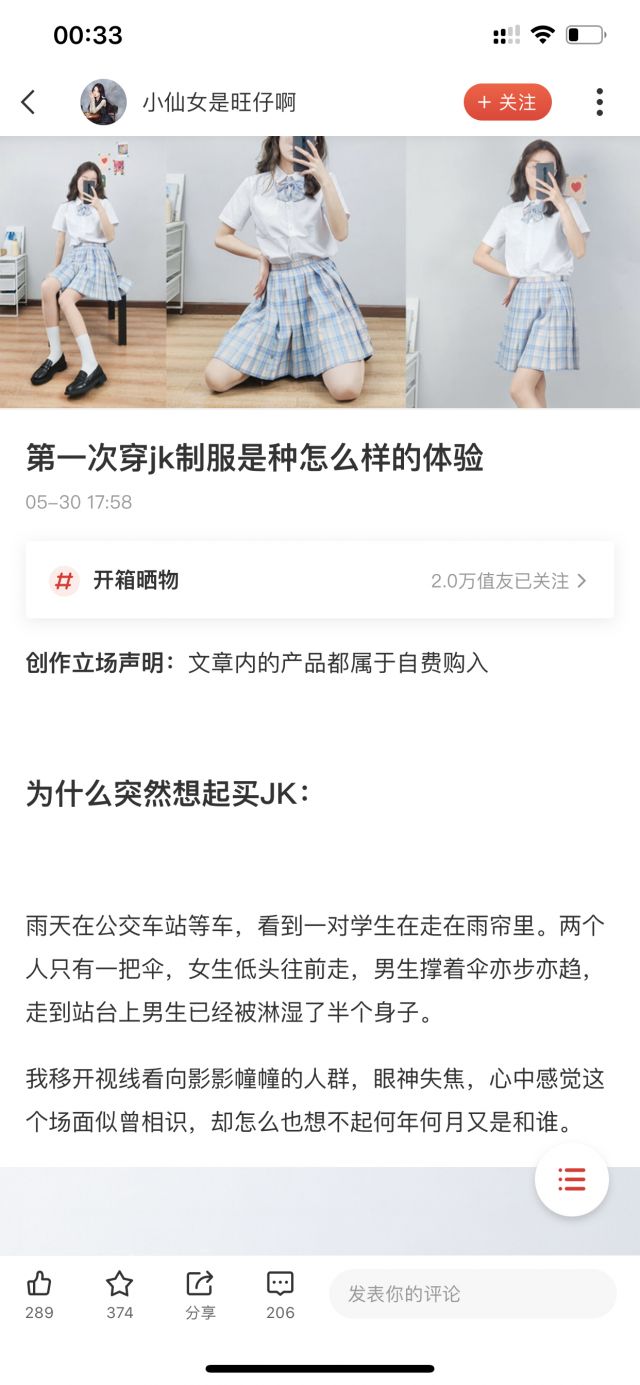 00:33
小仙女是旺仔啊
+ 关注
第一次穿jk制服是种怎么样的体验
05-30 17:58
# 开箱晒物
2.0万值友已关注 >
创作立场声明：文章内的产品都属于自费购入
为什么突然想起买JK：
雨天在公交车站等车，看到一对学生在走在雨帘里。两个
人只有一把伞，女生低头往前走，男生撑着伞亦步亦趋，
走到站台上男生已经被淋湿了半个身子。
我移开视线看向影影幢幢的人群，眼神失焦，心中感觉这
个场面似曾相识，却怎么也想不起何年何月又是和谁。
289
374
分享
206
发表你的评论